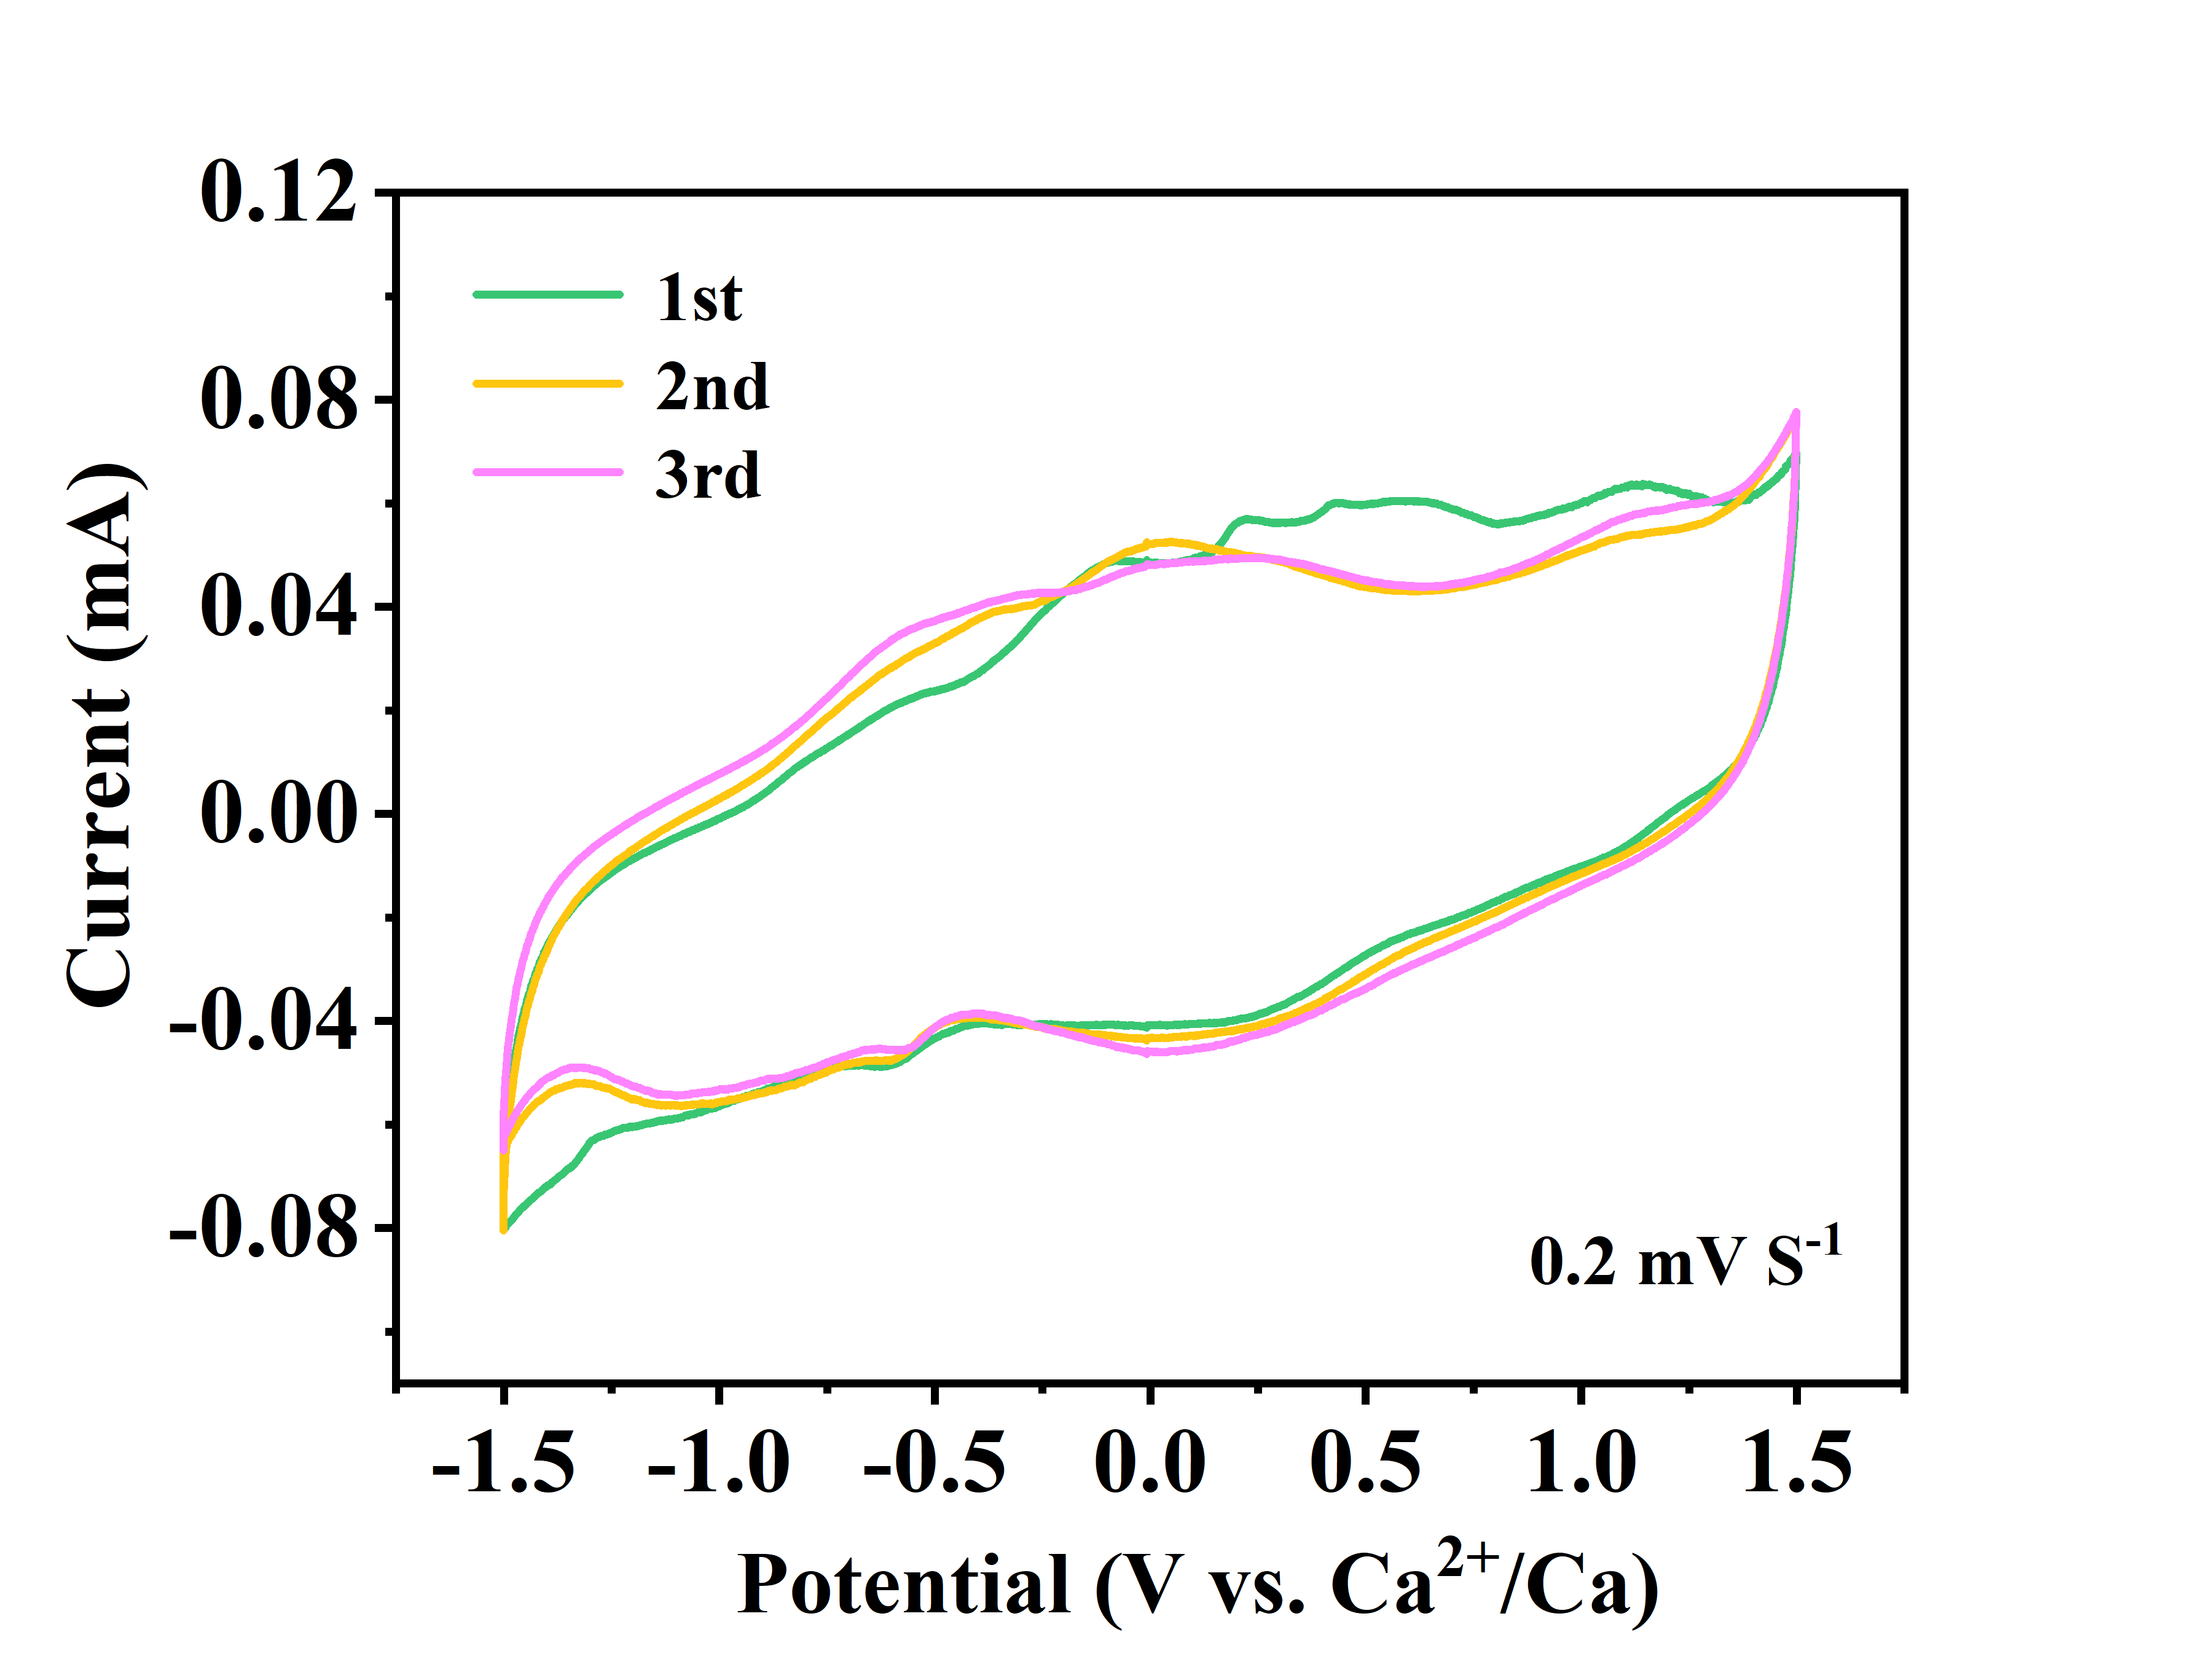 0.12
0.08
0.04
0.00
-0.04
-0.08
Current (mA)
1st
2nd
3rd
0.2 mV S⁻¹
-1.5 -1.0 -0.5 0.0 0.5 1.0 1.5
Potential (V vs. Ca²⁺/Ca)